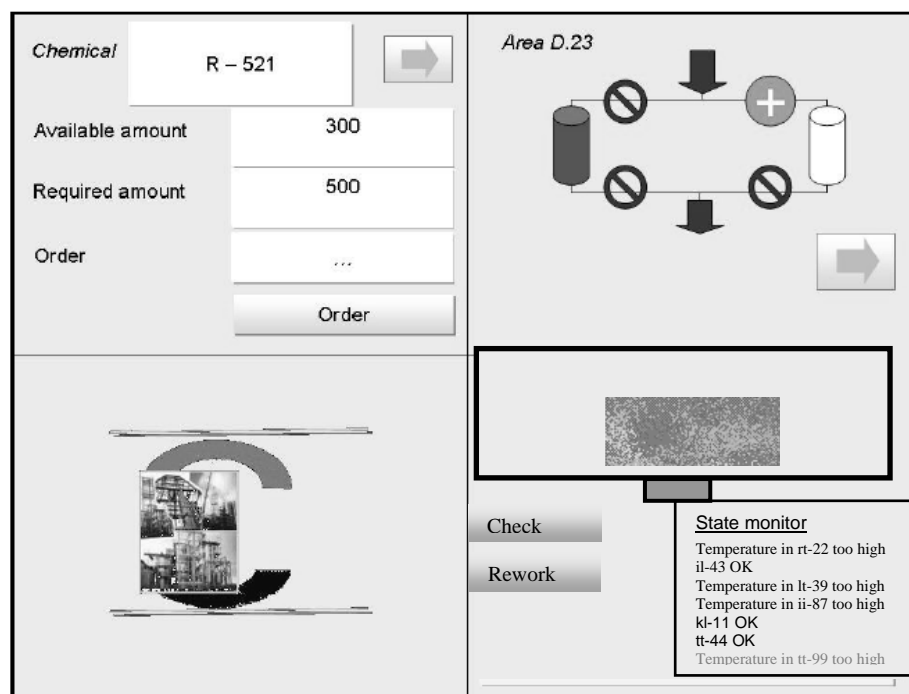 Chemical
R – 521
Available amount
300
Required amount
500
Order
,,,
Order
Area D.23
Check
Rework
State monitor
Temperature in rt-22 too high
il-43 OK
Temperature in lt-39 too high
Temperature in ii-87 too high
kl-11 OK
tt-44 OK
Temperature in tt-99 too high